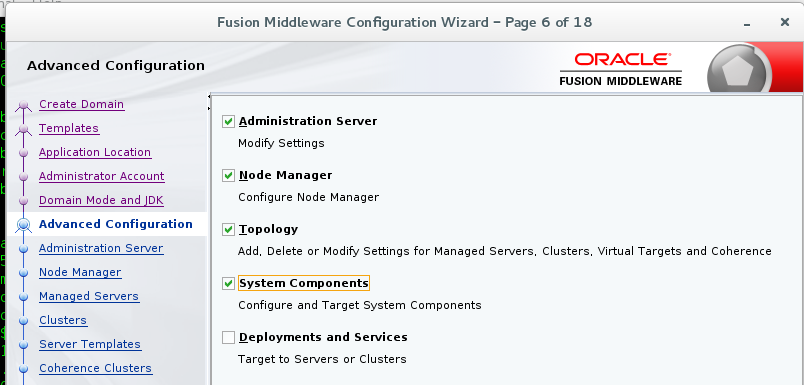 Fusion Middleware Configuration Wizard – Page 6 of 18
Advanced Configuration
ORACLE
FUSION MIDDLEWARE
Create Domain
Templates
Application Location
Administrator Account
Domain Mode and JDK
Advanced Configuration
Administration Server
Node Manager
Managed Servers
Clusters
Server Templates
Coherence Clusters
Administration Server
Modify Settings
Node Manager
Configure Node Manager
Topology
Add, Delete or Modify Settings for Managed Servers, Clusters, Virtual Targets and Coherence
System Components
Configure and Target System Components
Deployments and Services
Target to Servers or Clusters